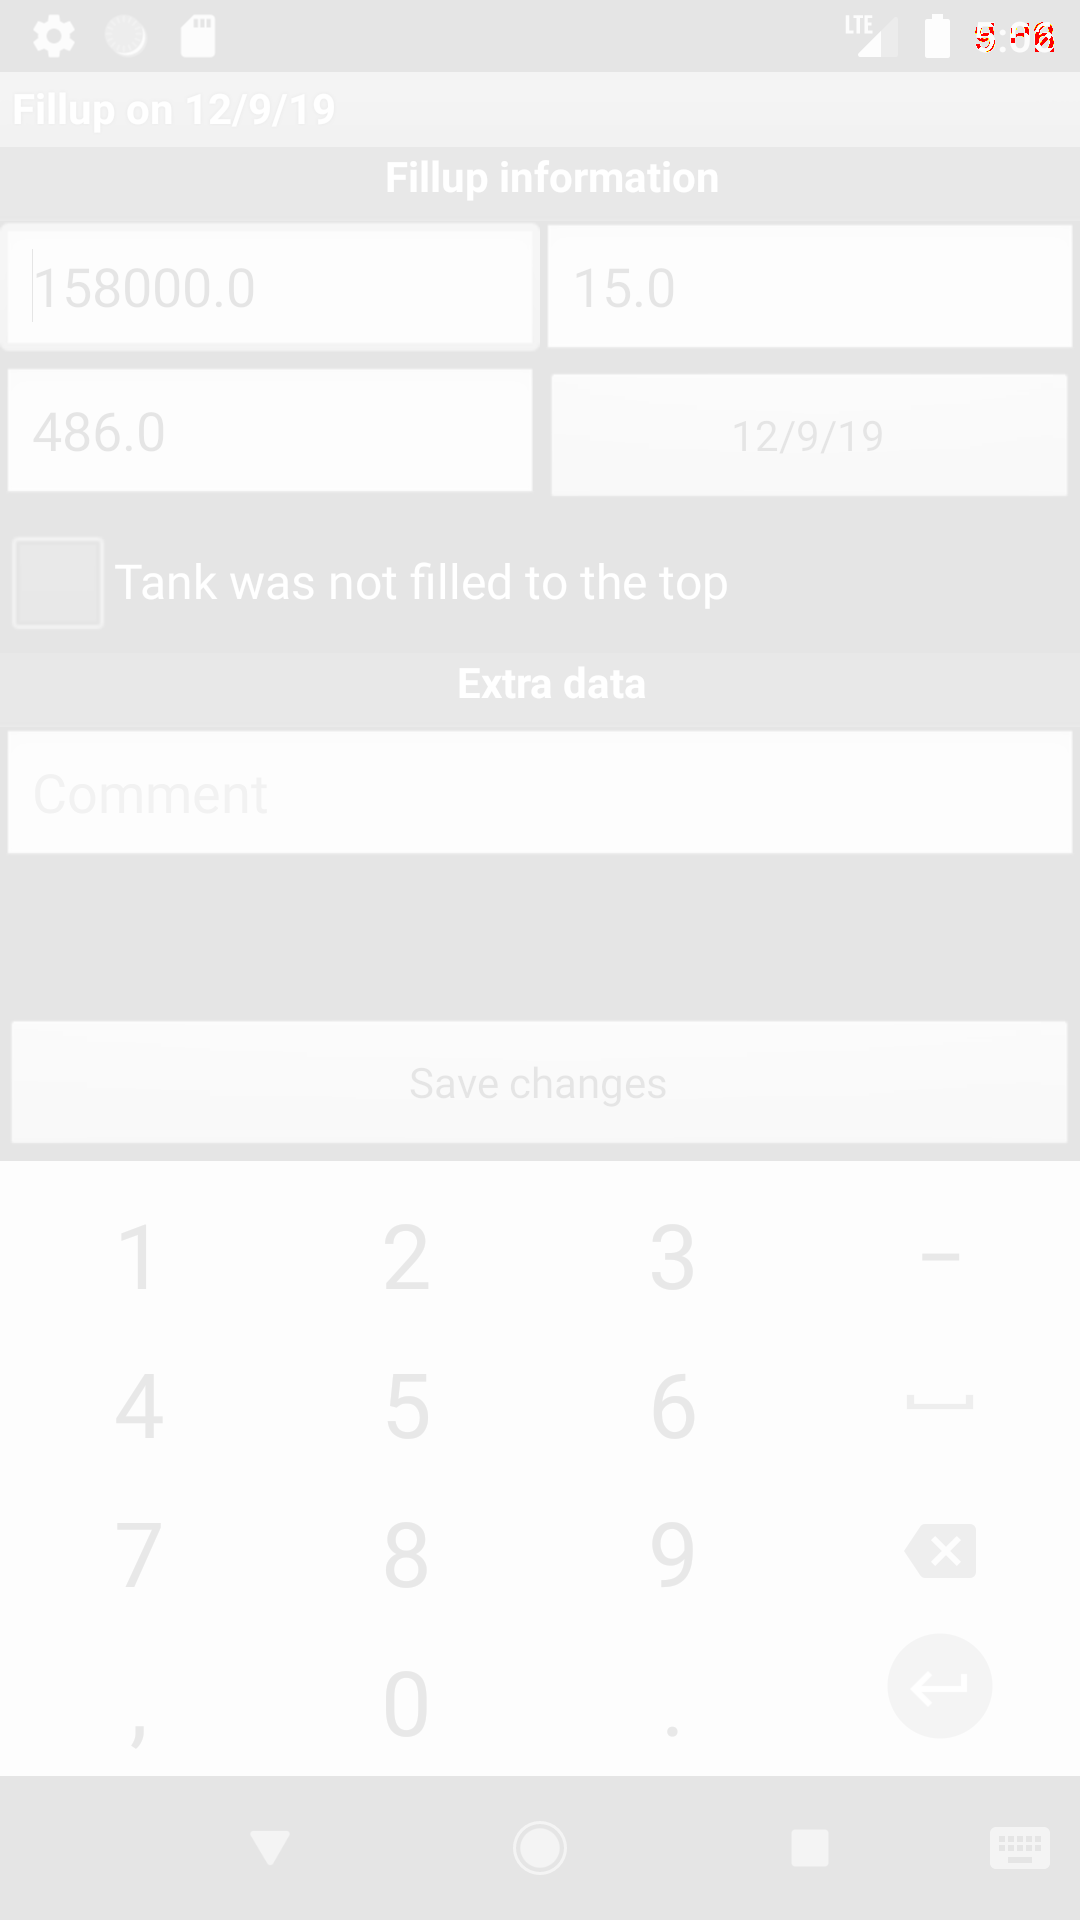 LTE
Fillup on 12/9/19
Fillup information
158000.0 15.0
486.0 12/9/19
Tank was not filled to the top
Extra data
Comment
Save changes
1 2 3 –
4 5 6
7 8 9
, 0 .